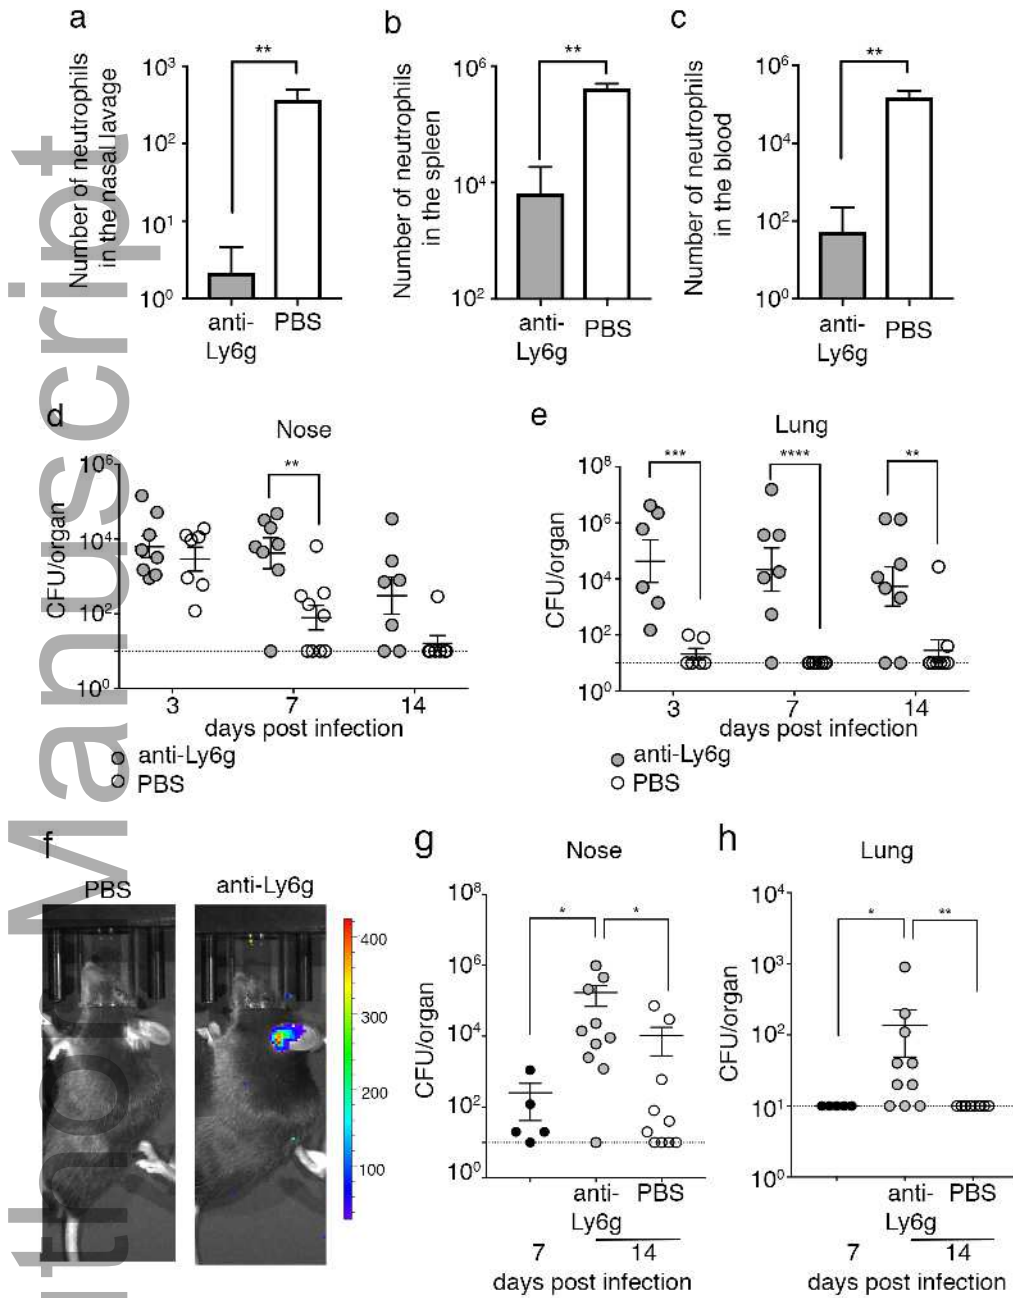 a
Number of neutrophils
in the nasal lavage
10³
10²
10¹
10⁰
**
anti-
Ly6g
PBS
b
Number of neutrophils
in the spleen
10⁶
10⁴
10²
**
anti-
Ly6g
PBS
c
Number of neutrophils
in the blood
10⁶
10⁴
10²
10⁰
**
anti-
Ly6g
PBS
d
Nose
CFU/organ
10⁶
10⁴
10²
10⁰
**
3 7 14
days post infection
anti-Ly6g
PBS
e
Lung
CFU/organ
10⁸
10⁶
10⁴
10²
10⁰
***
****
**
3 7 14
days post infection
anti-Ly6g
PBS
f
PBS
anti-Ly6g
400
300
200
100
g
Nose
CFU/organ
10⁸
10⁶
10⁴
10²
10⁰
*
*
anti-
Ly6g
PBS
7 14
days post infection
h
Lung
CFU/organ
10⁴
10³
10²
10¹
10⁰
*
**
anti-
Ly6g
PBS
7 14
days post infection
Manuscript